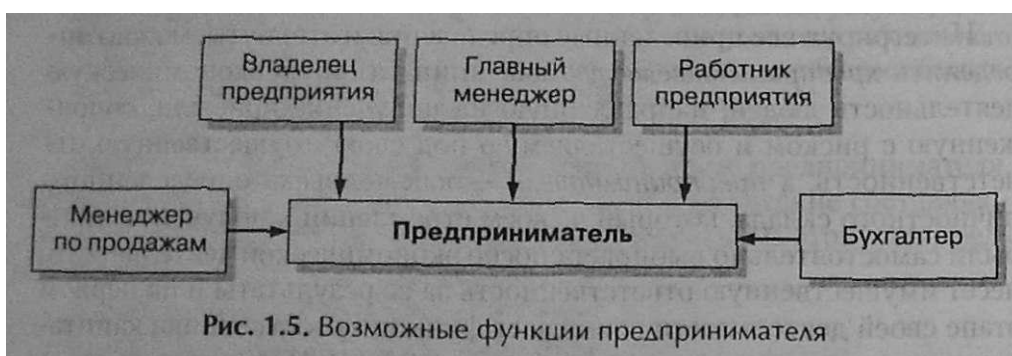 Владелец
предприятия
Главный
менеджер
Работник
предприятия
Менеджер
по продажам
Предприниматель
Бухгалтер
Рис. 1.5. Возможные функции предпринимателя